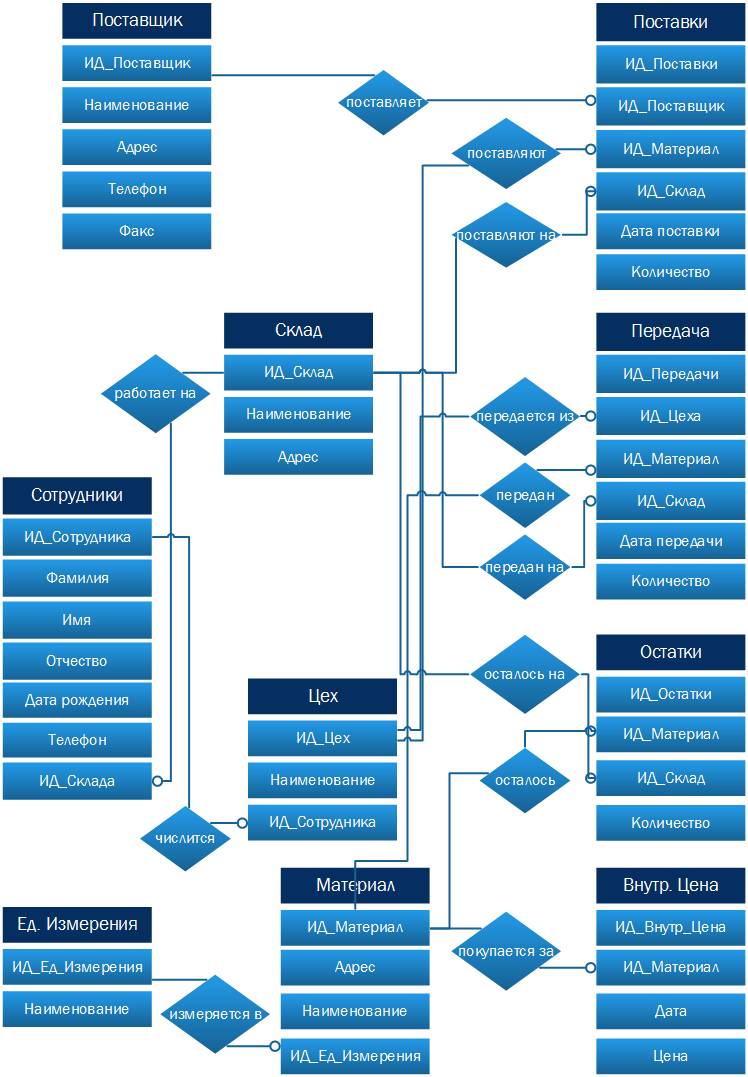 Поставщик
ИД_Поставщик
Наименование
Адрес
Телефон
Факс
поставляет
поставляют
поставляют на
Поставки
ИД_Поставки
ИД_Поставщик
ИД_Материал
ИД_Склад
Дата поставки
Количество
Склад
ИД_Склад
Наименование
Адрес
работает на
передается из
передан
передан на
Передача
ИД_Передачи
ИД_Цеха
ИД_Материал
ИД_Склад
Дата передачи
Количество
Сотрудники
ИД_Сотрудника
Фамилия
Имя
Отчество
Дата рождения
Телефон
ИД_Склада
числится
Цех
ИД_Цех
Наименование
ИД_Сотрудника
осталось на
осталось
Остатки
ИД_Остатки
ИД_Материал
ИД_Склад
Количество
Ед. Измерения
ИД_Ед_Измерения
Наименование
измеряется в
Материал
ИД_Материал
Адрес
Наименование
ИД_Ед_Измерения
покупается за
Внутр. Цена
ИД_Внутр_Цена
ИД_Материал
Дата
Цена